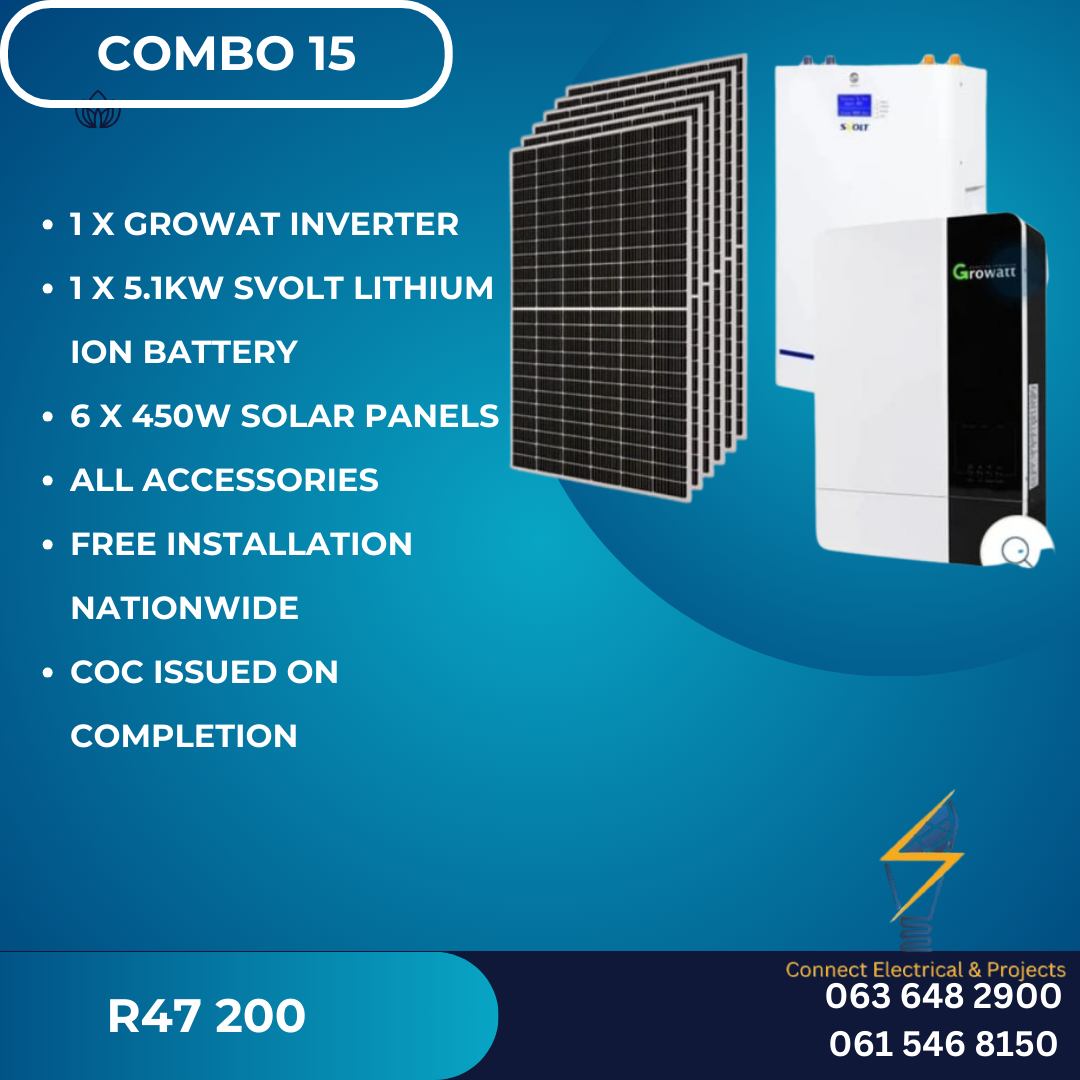 COMBO 15
• 1 X GROWAT INVERTER
• 1 X 5.1KW SVOLT LITHIUM
ION BATTERY
• 6 X 450W SOLAR PANELS
• ALL ACCESSORIES
• FREE INSTALLATION
NATIONWIDE
• COC ISSUED ON
COMPLETION
SVOLT
Growatt
R47 200
Connect Electrical & Projects
063 648 2900
061 546 8150